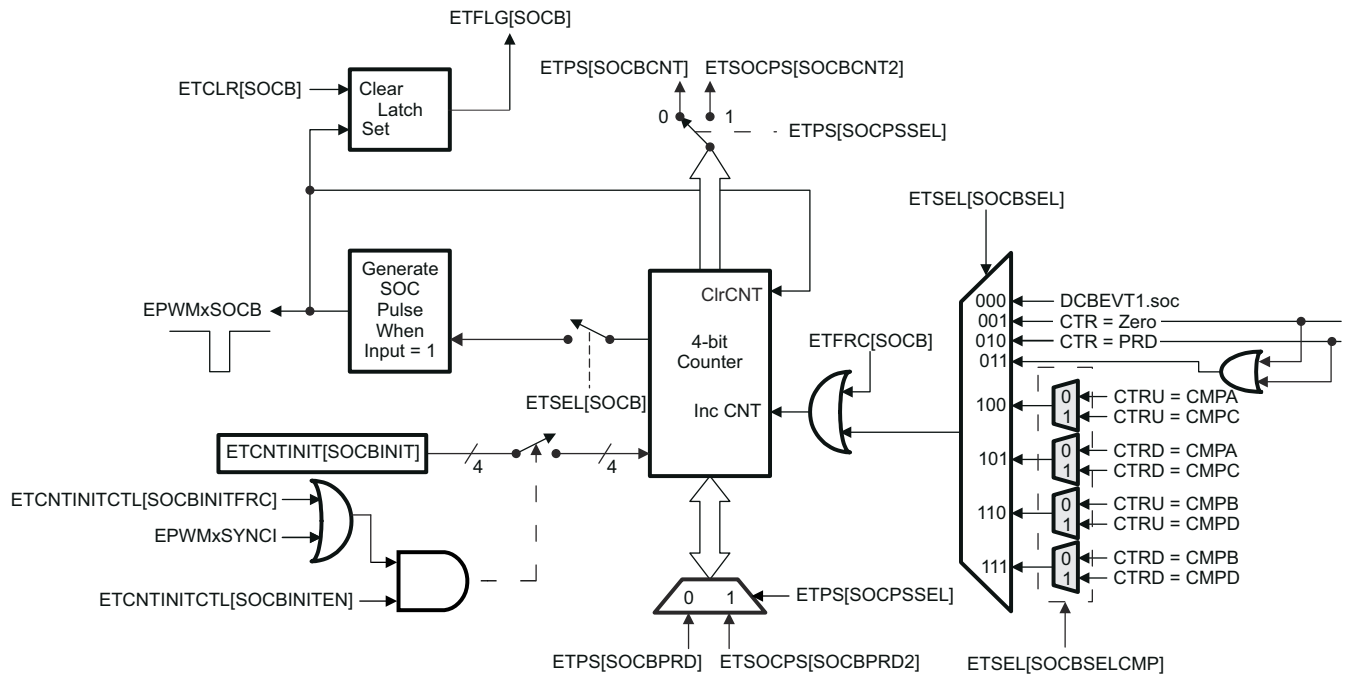 ETFLG[SOCB]
ETCLR[SOCB]
Clear
Latch
Set
ETPS[SOCBCNT]
ETSOCPS[SOCBCNT2]
0
1
ETPS[SOCPSSEL]
ETSEL[SOCBSEL]
EPWMxSOCB
Generate
SOC
Pulse
When
Input = 1
ETSEL[SOCB]
ClrCNT
4-bit
Counter
Inc CNT
ETFRC[SOCB]
000
001
010
011
100
101
110
111
DCBEVT1.soc
CTR = Zero
CTR = PRD
0
1
CTRU = CMPA
CTRU = CMPC
0
1
CTRD = CMPA
CTRD = CMPC
0
1
CTRU = CMPB
CTRU = CMPD
0
1
CTRD = CMPB
CTRD = CMPD
ETCNTINIT[SOCBINIT]
4
4
ETCNTINITCTL[SOCBINITFRC]
EPWMxSYNCI
ETCNTINITCTL[SOCBINITEN]
0 1
ETPS[SOCPSSEL]
ETPS[SOCBPRD]
ETSOCPS[SOCBPRD2]
ETSEL[SOCBSELCMP]